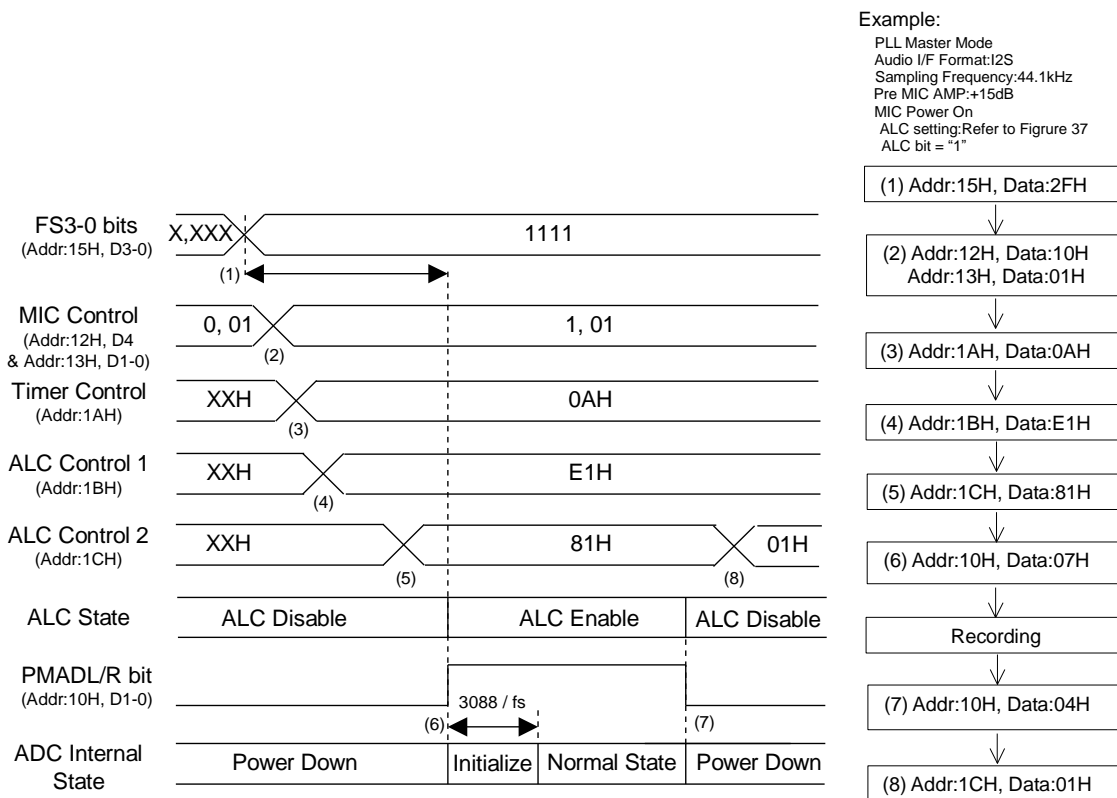 Example:
PLL Master Mode
Audio I/F Format:I2S
Sampling Frequency:44.1kHz
Pre MIC AMP:+15dB
MIC Power On
ALC setting:Refer to Figrure 37
ALC bit = “1”
(1) Addr:15H, Data:2FH
(2) Addr:12H, Data:10H
Addr:13H, Data:01H
(3) Addr:1AH, Data:0AH
(4) Addr:1BH, Data:E1H
(5) Addr:1CH, Data:81H
(6) Addr:10H, Data:07H
Recording
(7) Addr:10H, Data:04H
(8) Addr:1CH, Data:01H
FS3-0 bits
(Addr:15H, D3-0)
X,XXX
1111
(1)
MIC Control
(Addr:12H, D4
& Addr:13H, D1-0)
0, 01
1, 01
(2)
Timer Control
(Addr:1AH)
XXH
0AH
(3)
ALC Control 1
(Addr:1BH)
XXH
E1H
(4)
ALC Control 2
(Addr:1CH)
XXH
81H
01H
(5)
(8)
ALC State
ALC Disable
ALC Enable
ALC Disable
PMADL/R bit
(Addr:10H, D1-0)
3088 / fs
(6)
(7)
ADC Internal
State
Power Down
Initialize
Normal State
Power Down